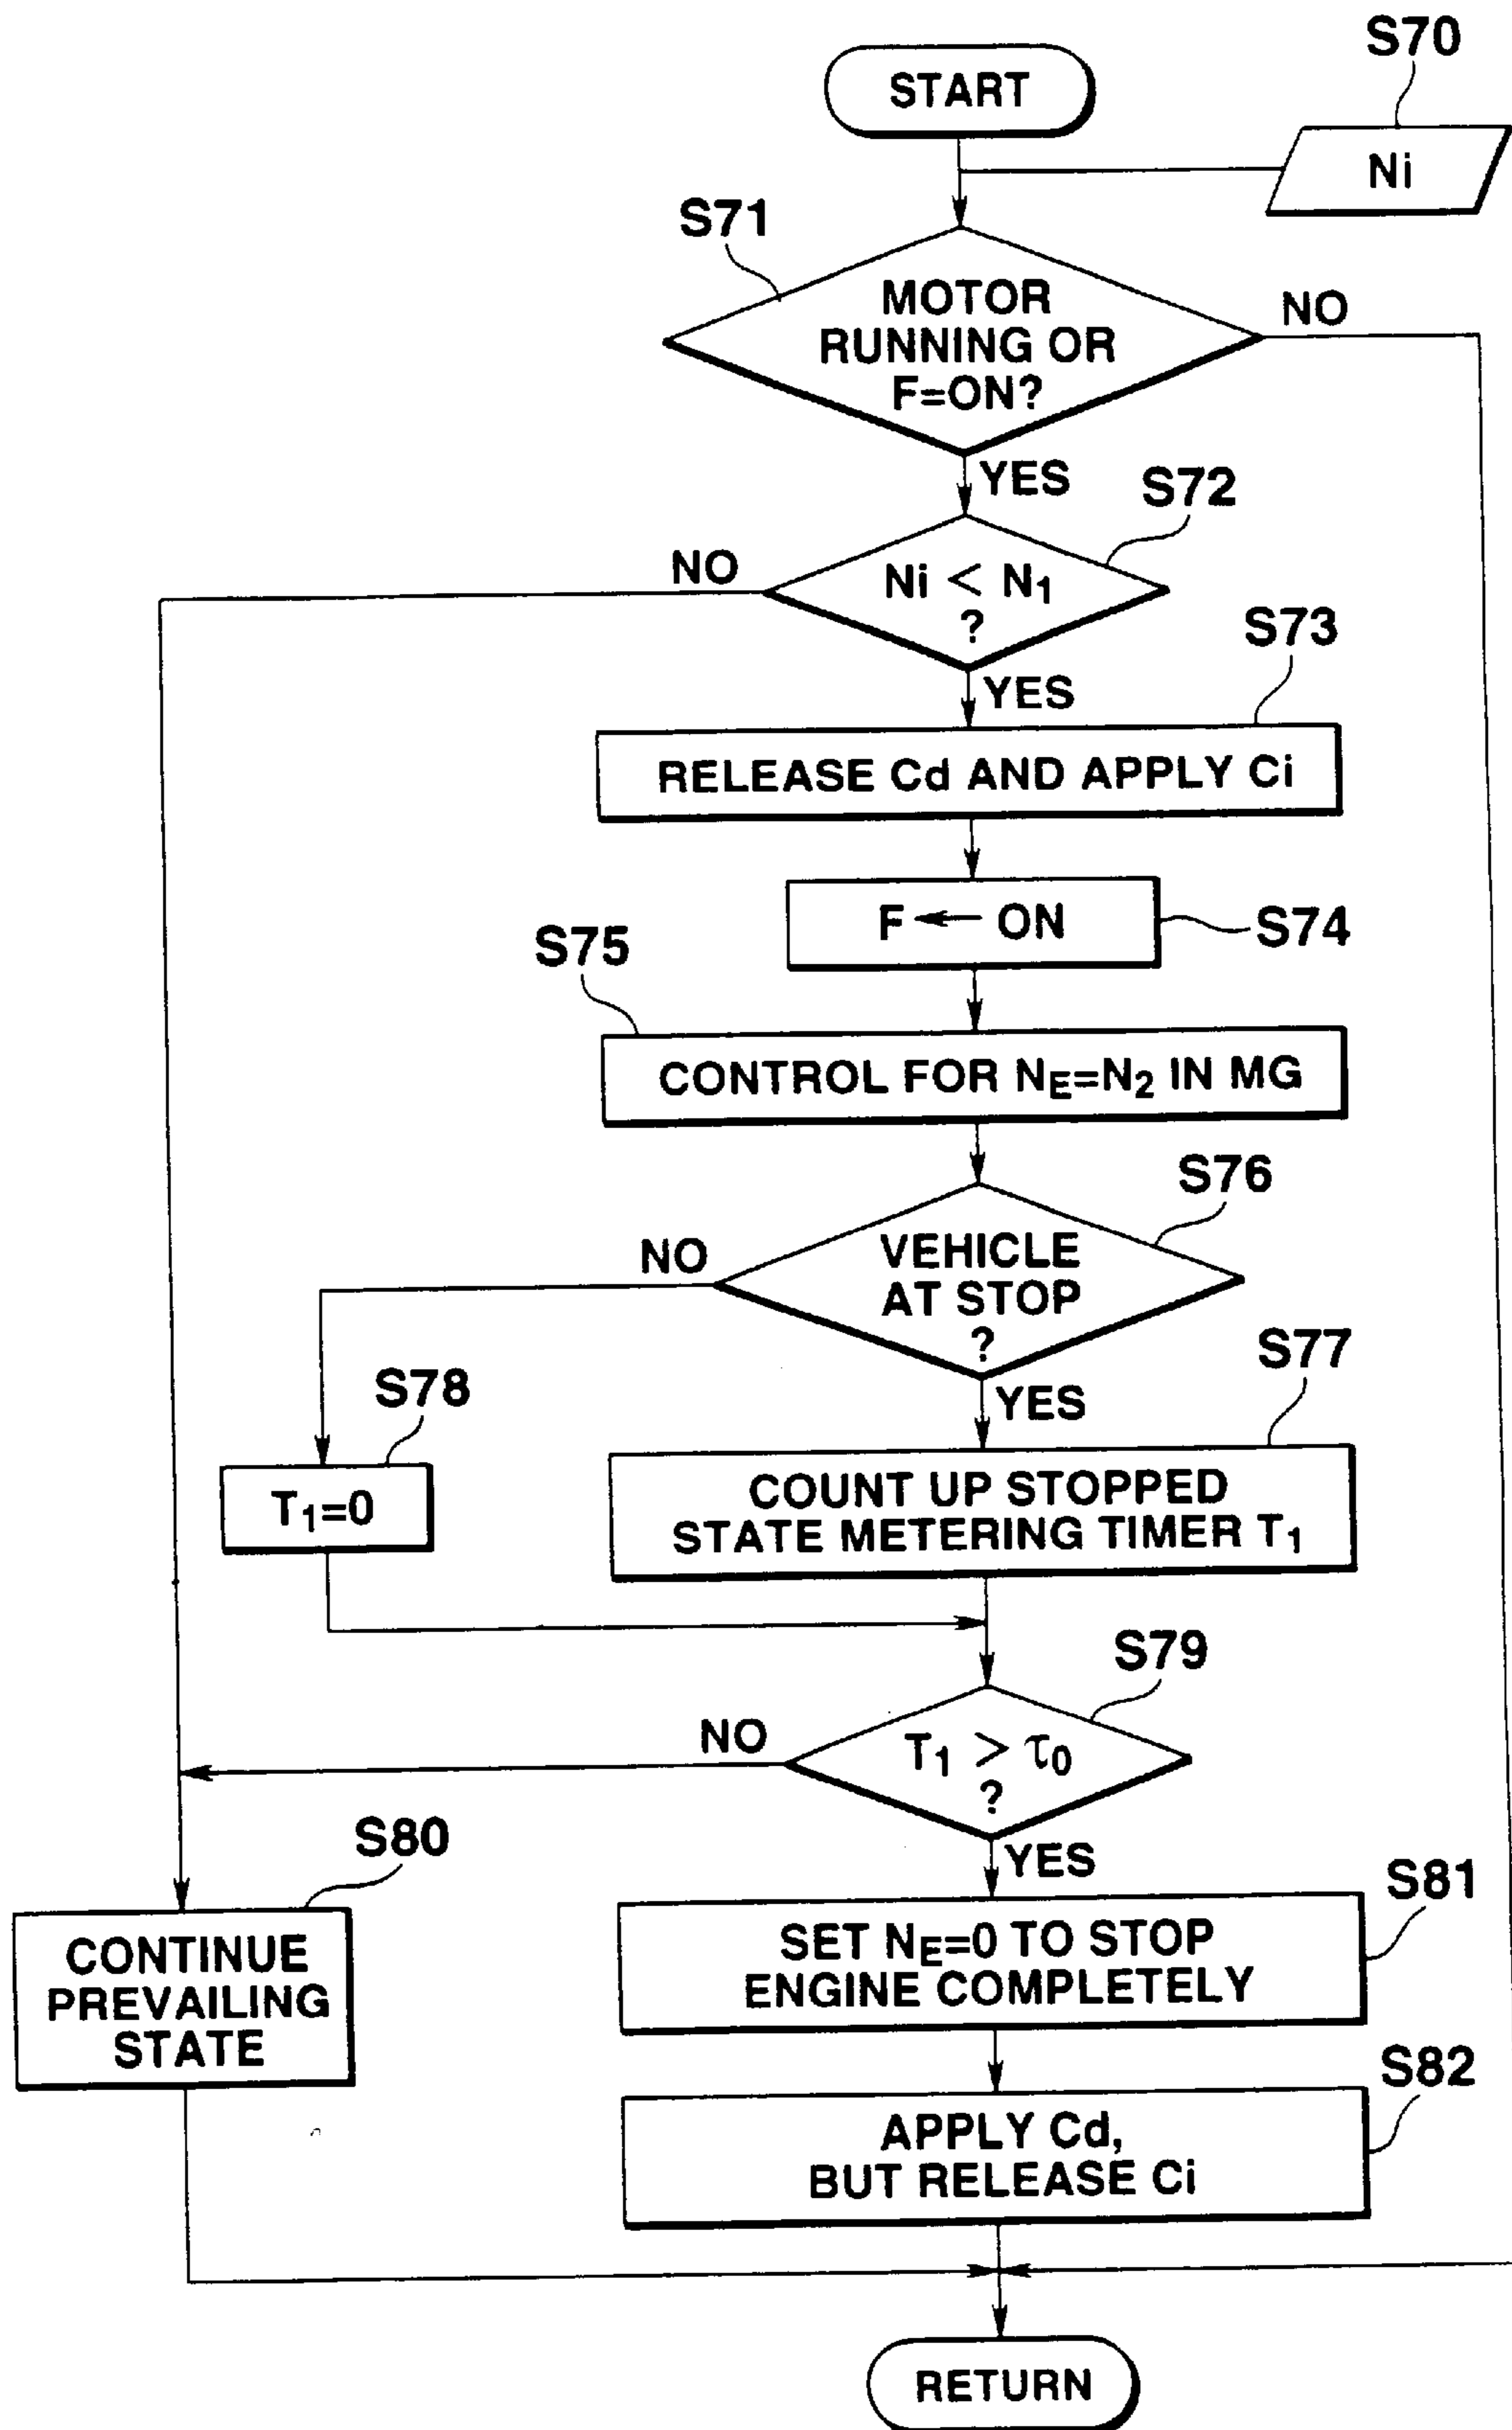 S70
START
Ni
S71
MOTOR
RUNNING OR
F=ON?
NO
YES
S72
NO
Ni < N1
?
S73
YES
RELEASE Cd AND APPLY Ci
F ← ON
S74
S75
CONTROL FOR NE=N2 IN MG
S76
NO
VEHICLE
AT STOP
?
S77
YES
S78
T1=0
COUNT UP STOPPED
STATE METERING TIMER T1
S79
NO
T1 > τ0
?
S80
YES
S81
CONTINUE
PREVAILING
STATE
SET NE=0 TO STOP
ENGINE COMPLETELY
S82
APPLY Cd,
BUT RELEASE Ci
RETURN